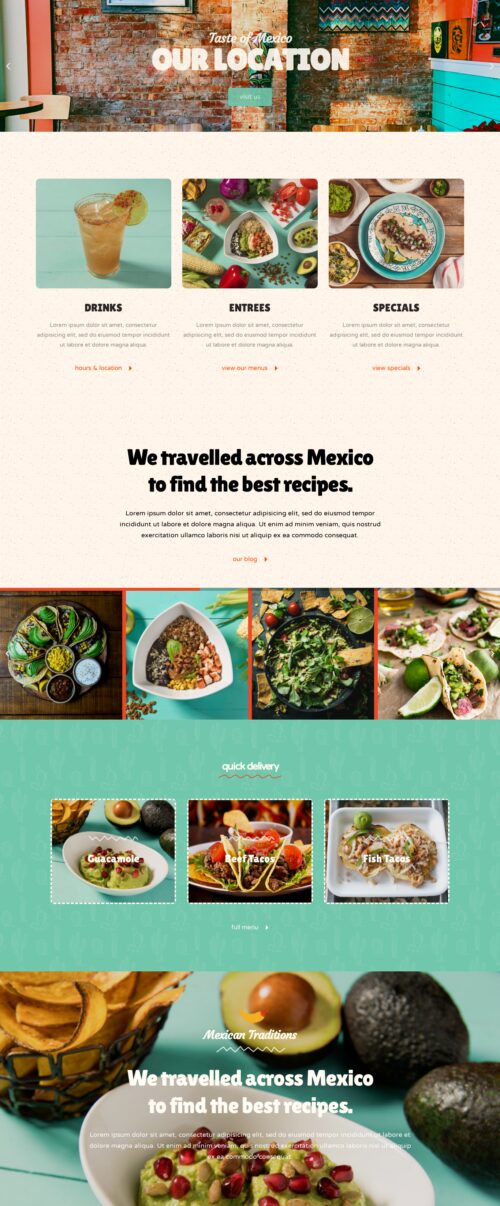 Taste of Mexico
OUR LOCATION
visit us
DRINKS
Lorem ipsum dolor sit amet, consectetur
adipisicing elit, sed do eiusmod tempor incididunt
ut labore et dolore magna aliqua.
hours & location
ENTREES
Lorem ipsum dolor sit amet, consectetur
adipisicing elit, sed do eiusmod tempor incididunt
ut labore et dolore magna aliqua.
view our menus
SPECIALS
Lorem ipsum dolor sit amet, consectetur
adipisicing elit, sed do eiusmod tempor incididunt
ut labore et dolore magna aliqua.
view specials
We travelled across Mexico
to find the best recipes.
Lorem ipsum dolor sit amet, consectetur adipisicing elit, sed do eiusmod tempor
incididunt ut labore et dolore magna aliqua. Ut enim ad minim veniam, quis nostrud
exercitation ullamco laboris nisi ut aliquip ex ea commodo consequat.
our blog
quick delivery
Guacamole
Beef Tacos
Fish Tacos
full menu
Mexican Traditions
We travelled across Mexico
to find the best recipes.
Lorem ipsum dolor sit amet, consectetur adipisicing elit, sed do eiusmod tempor incididunt ut labore et
dolore magna aliqua. Ut enim ad minim veniam, quis nostrud exercitation ullamco laboris nisi ut aliquip
ex ea commodo consequat.